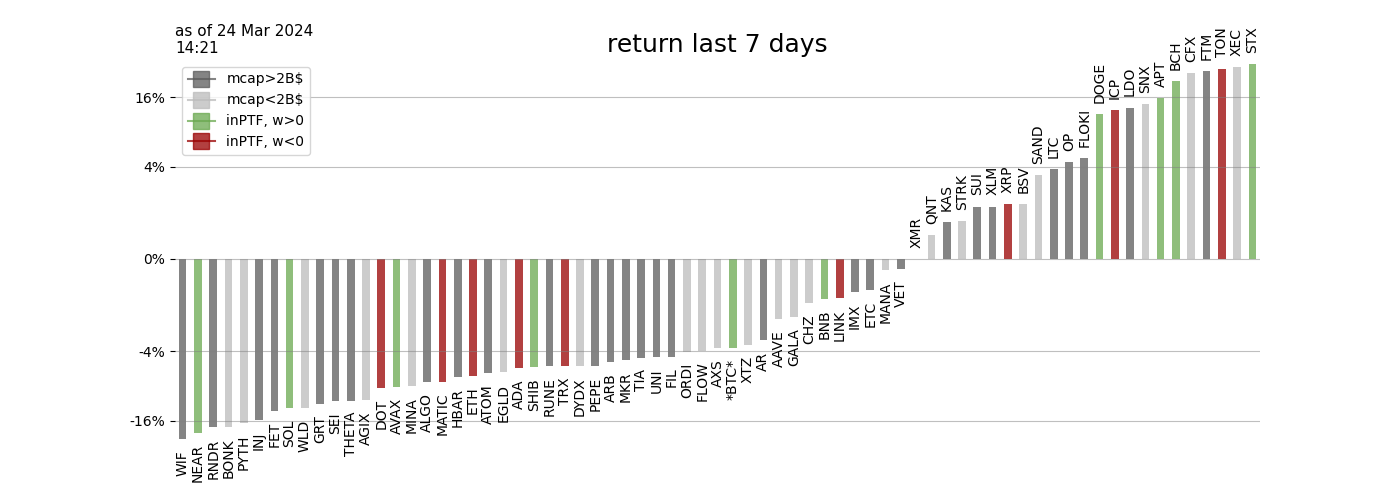 as of 24 Mar 2024
14:21
return last 7 days
mcap>2B$
mcap<2B$
inPTF, w>0
inPTF, w<0
16%
4%
0%
-4%
-16%
WIF
NEAR
RNDR
BONK
PYTH
INJ
FET
SOL
WLD
GRT
SEI
THETA
AGIX
DOT
AVAX
MINA
ALGO
MATIC
HBAR
ETH
ATOM
EGLD
ADA
SHIB
RUNE
TRX
DYDX
PEPE
ARB
MKR
TIA
UNI
FIL
ORDI
FLOW
AXS
*BTC*
XTZ
AR
AAVE
GALA
CHZ
BNB
LINK
IMX
ETC
MANA
VET
XMR
QNT
KAS
STRK
SUI
XLM
XRP
BSV
SAND
LTC
OP
FLOKI
DOGE
ICP
LDO
SNX
APT
BCH
CFX
FTM
TON
XEC
STX